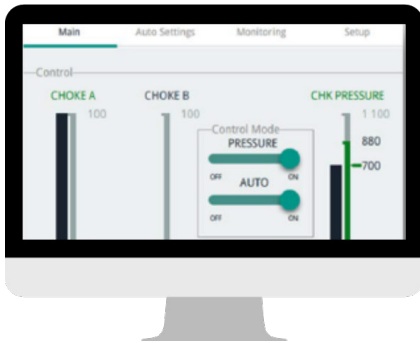 Main Auto Settings Monitoring Setup
Control
CHOKE A CHOKE B CHK PRESSURE
100 100 1 100
Control Mode
PRESSURE
880
700
OFF ON
AUTO
OFF ON